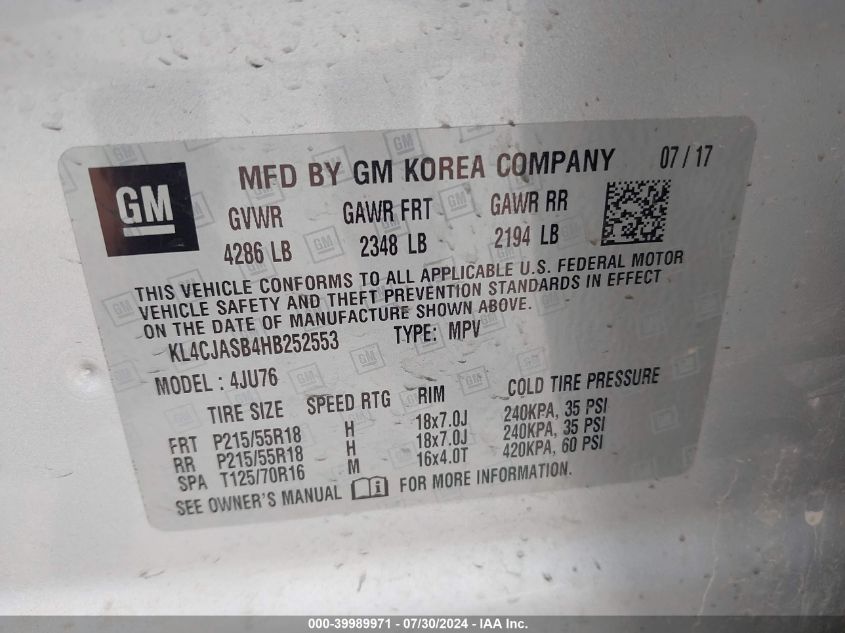 GM MFD BY GM KOREA COMPANY 07/17
GVWR GAWR FRT GAWR RR
4286 LB 2348 LB 2194 LB
THIS VEHICLE CONFORMS TO ALL APPLICABLE U.S. FEDERAL MOTOR
VEHICLE SAFETY AND THEFT PREVENTION STANDARDS IN EFFECT
ON THE DATE OF MANUFACTURE SHOWN ABOVE.
KL4CJASB4HB252553 TYPE: MPV
MODEL: 4JU76
TIRE SIZE SPEED RTG RIM COLD TIRE PRESSURE
FRT P215/55R18 H 18x7.0J 240KPA, 35 PSI
RR P215/55R18 H 18x7.0J 240KPA, 35 PSI
SPA T125/70R16 M 16x4.0T 420KPA, 60 PSI
SEE OWNER'S MANUAL FOR MORE INFORMATION.
000-39989971 / 07/30/2024 - IAA Inc.